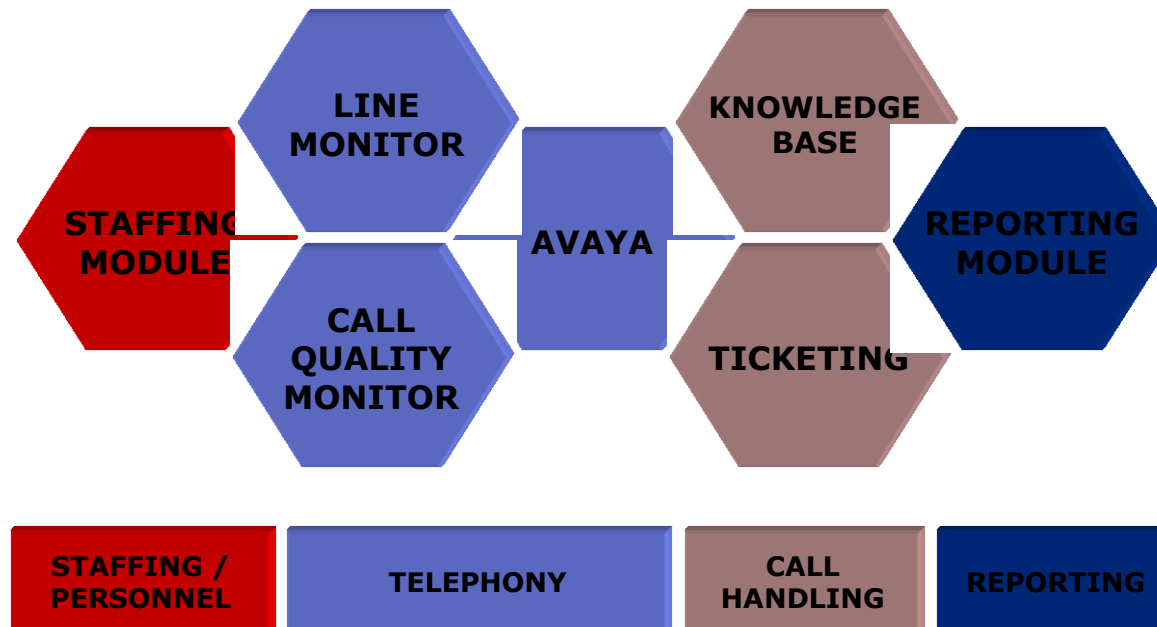 LINE
MONITOR
KNOWLEDGE
BASE
STAFFING
MODULE
AVAYA
REPORTING
MODULE
CALL
QUALITY
MONITOR
TICKETING
STAFFING /
PERSONNEL
TELEPHONY
CALL
HANDLING
REPORTING